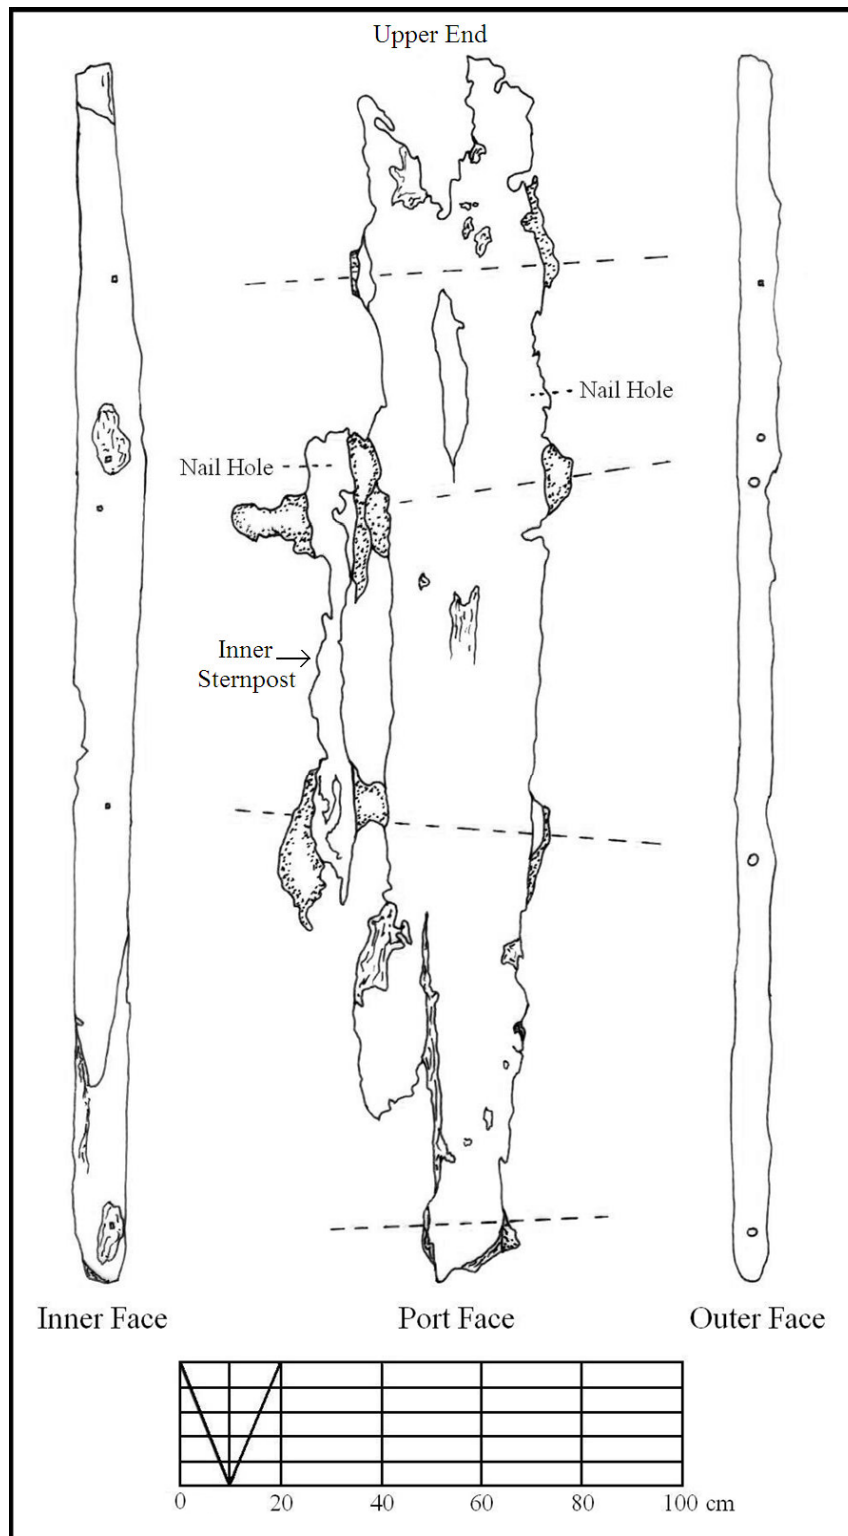 Upper End
Nail Hole
Nail Hole
Inner
Sternpost
Inner Face
Port Face
Outer Face
0 20 40 60 80 100 cm